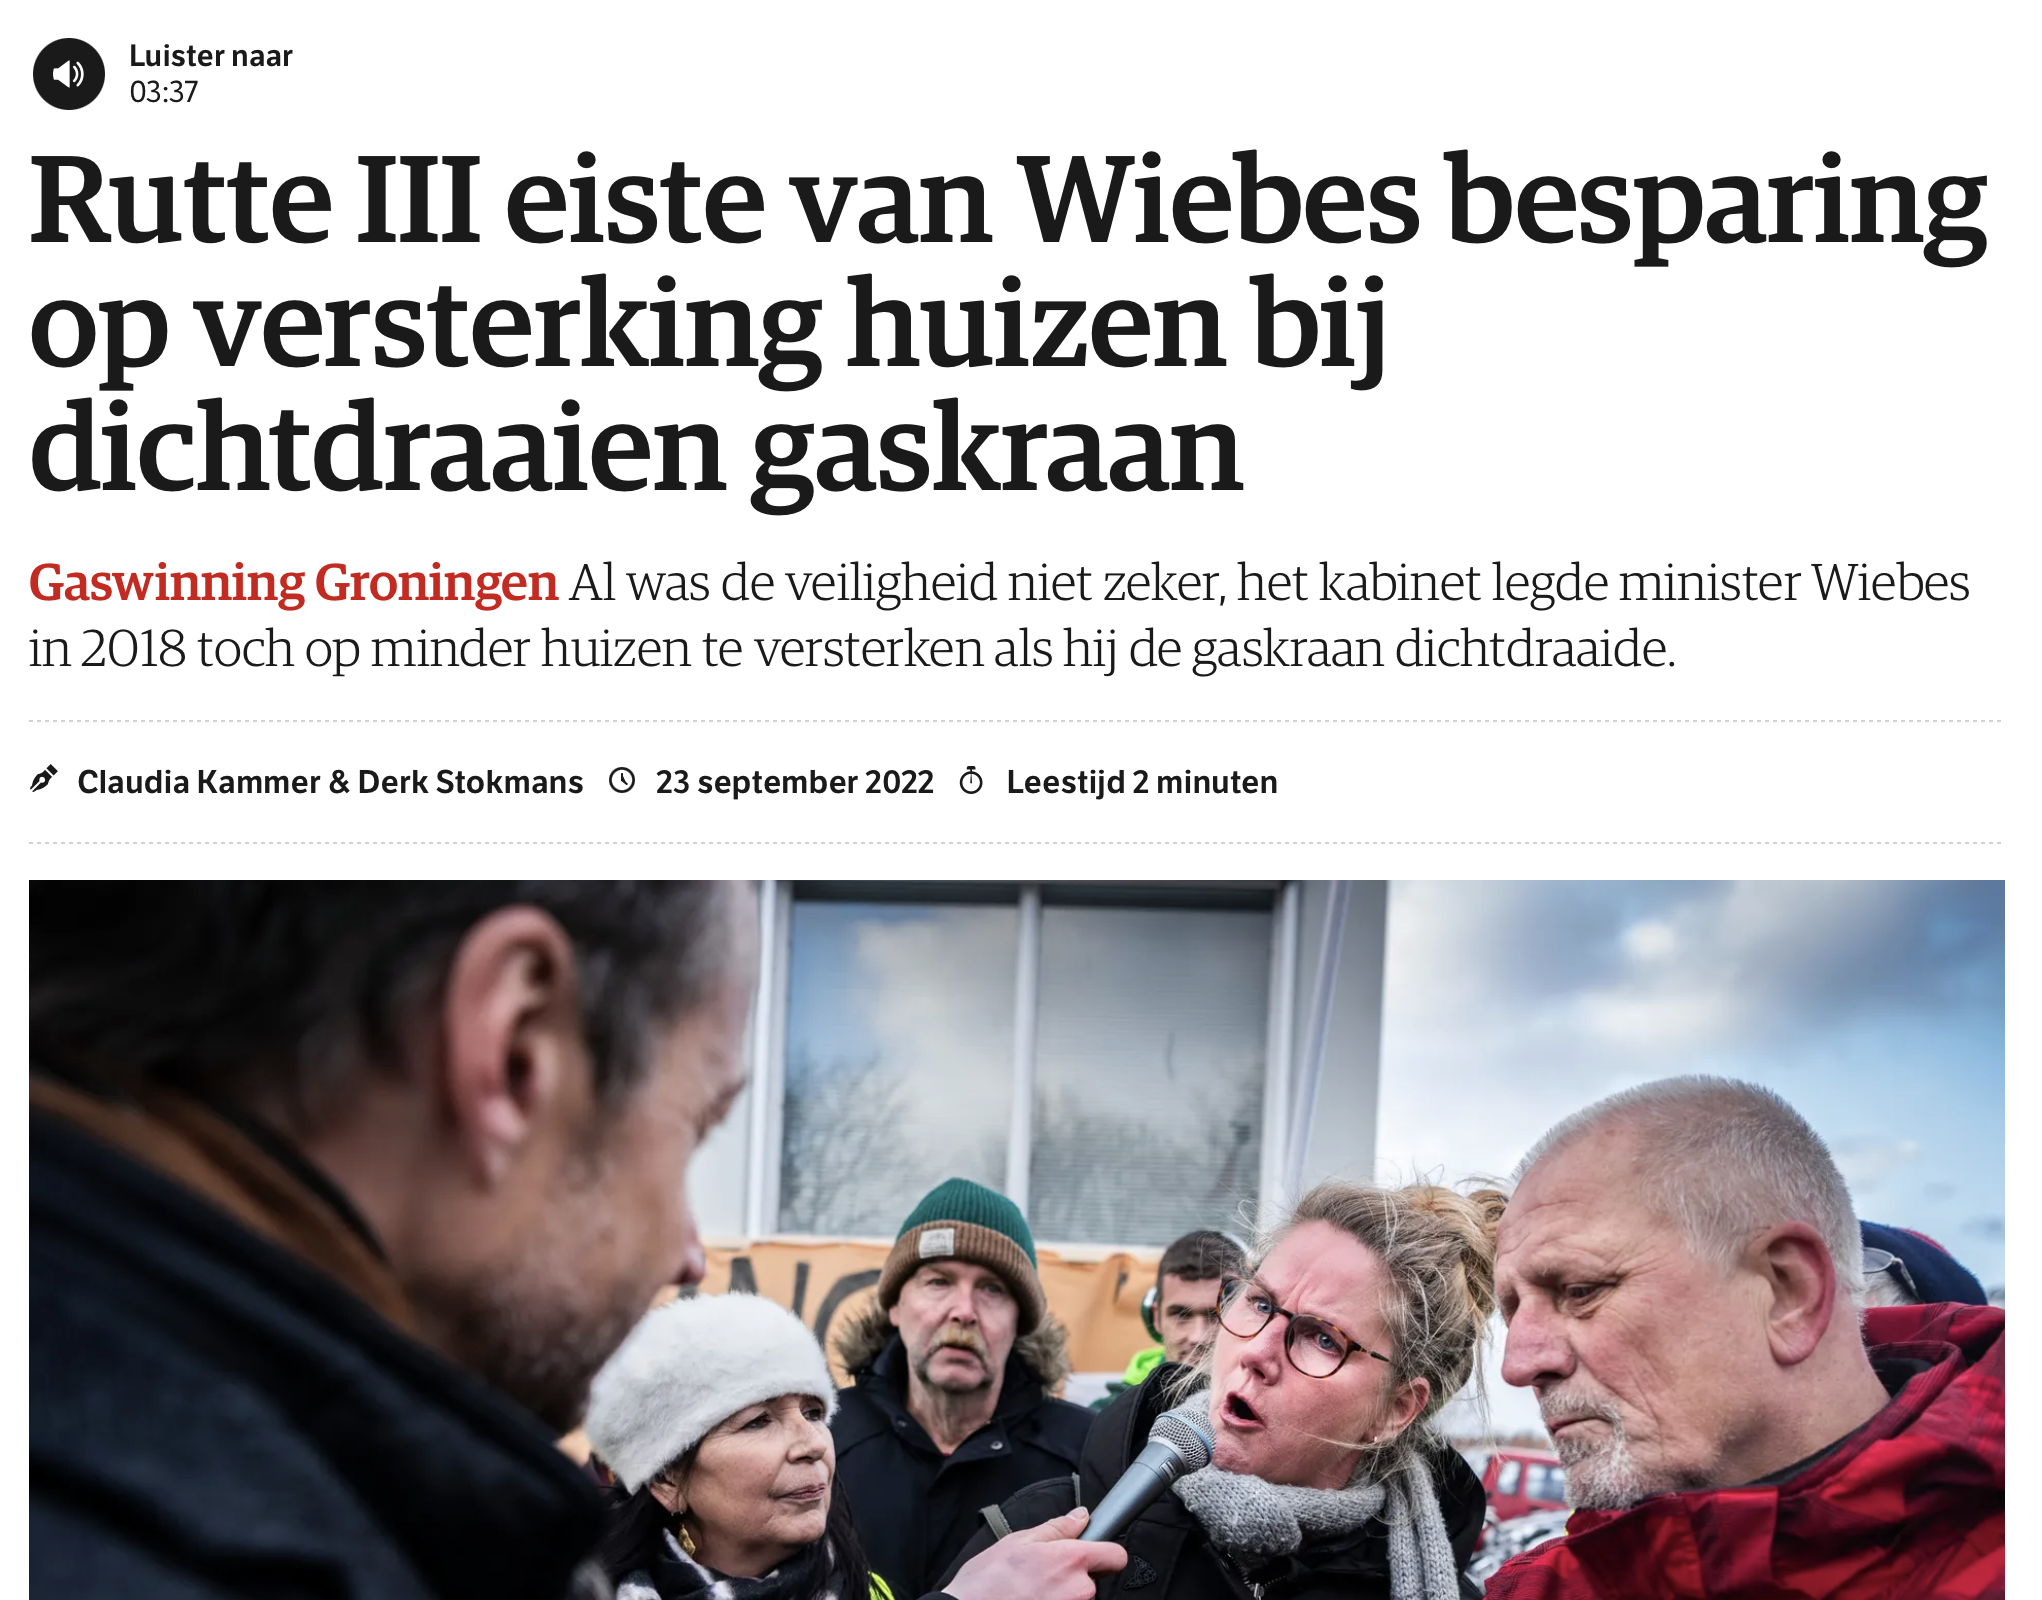 Luister naar
03:37
Rutte III eiste van Wiebes besparing
op versterking huizen bij
dichtdraaien gaskraan
Gaswinning Groningen Al was de veiligheid niet zeker, het kabinet legde minister Wiebes
in 2018 toch op minder huizen te versterken als hij de gaskraan dichtdraaide.
Claudia Kammer & Derk Stokmans 23 september 2022 Leestijd 2 minuten